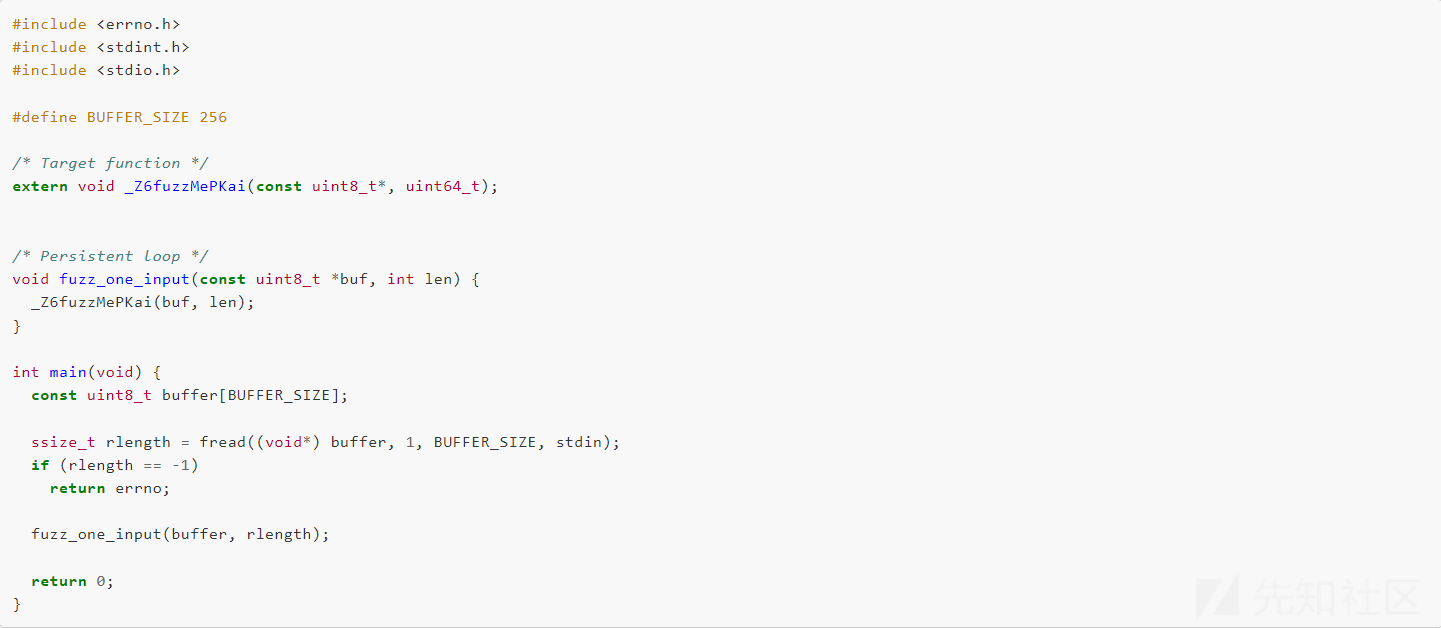 #include <errno.h>
#include <stdint.h>
#include <stdio.h>
#define BUFFER_SIZE 256
/* Target function */
extern void _Z6fuzzMePKai(const uint8_t*, uint64_t);
/* Persistent loop */
void fuzz_one_input(const uint8_t *buf, int len) {
  _Z6fuzzMePKai(buf, len);
}
int main(void) {
  const uint8_t buffer[BUFFER_SIZE];
  ssize_t rlength = fread((void*) buffer, 1, BUFFER_SIZE, stdin);
  if (rlength == -1)
    return errno;
  fuzz_one_input(buffer, rlength);
  return 0;
}
先知社区